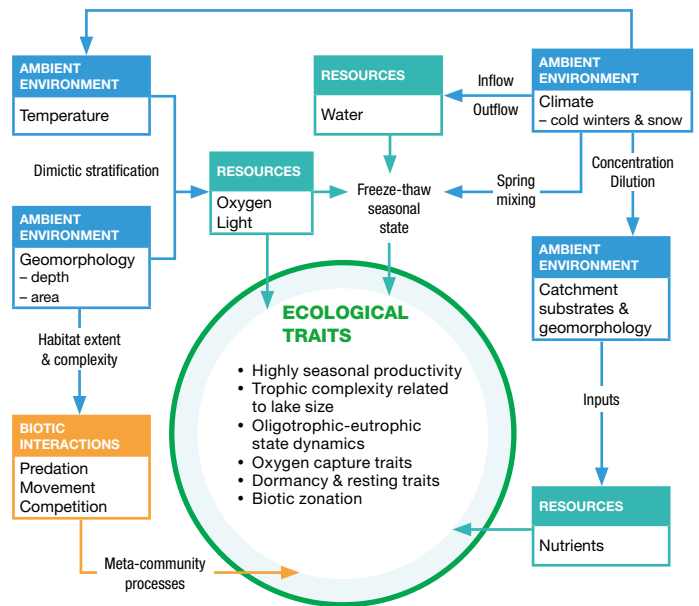 AMBIENT
ENVIRONMENT
Temperature
RESOURCES
Water
Inflow
Outflow
AMBIENT
ENVIRONMENT
Climate
– cold winters & snow
Dimictic stratification
RESOURCES
Oxygen
Light
Freeze-thaw
seasonal
state
Spring
mixing
Concentration
Dilution
AMBIENT
ENVIRONMENT
Geomorphology
– depth
– area
AMBIENT
ENVIRONMENT
Catchment
substrates &
geomorphology
Habitat extent
& complexity
ECOLOGICAL
TRAITS
• Highly seasonal productivity
• Trophic complexity related
to lake size
• Oligotrophic-eutrophic
state dynamics
• Oxygen capture traits
• Dormancy & resting traits
• Biotic zonation
Inputs
BIOTIC
INTERACTIONS
Predation
Movement
Competition
RESOURCES
Nutrients
Meta-community
processes